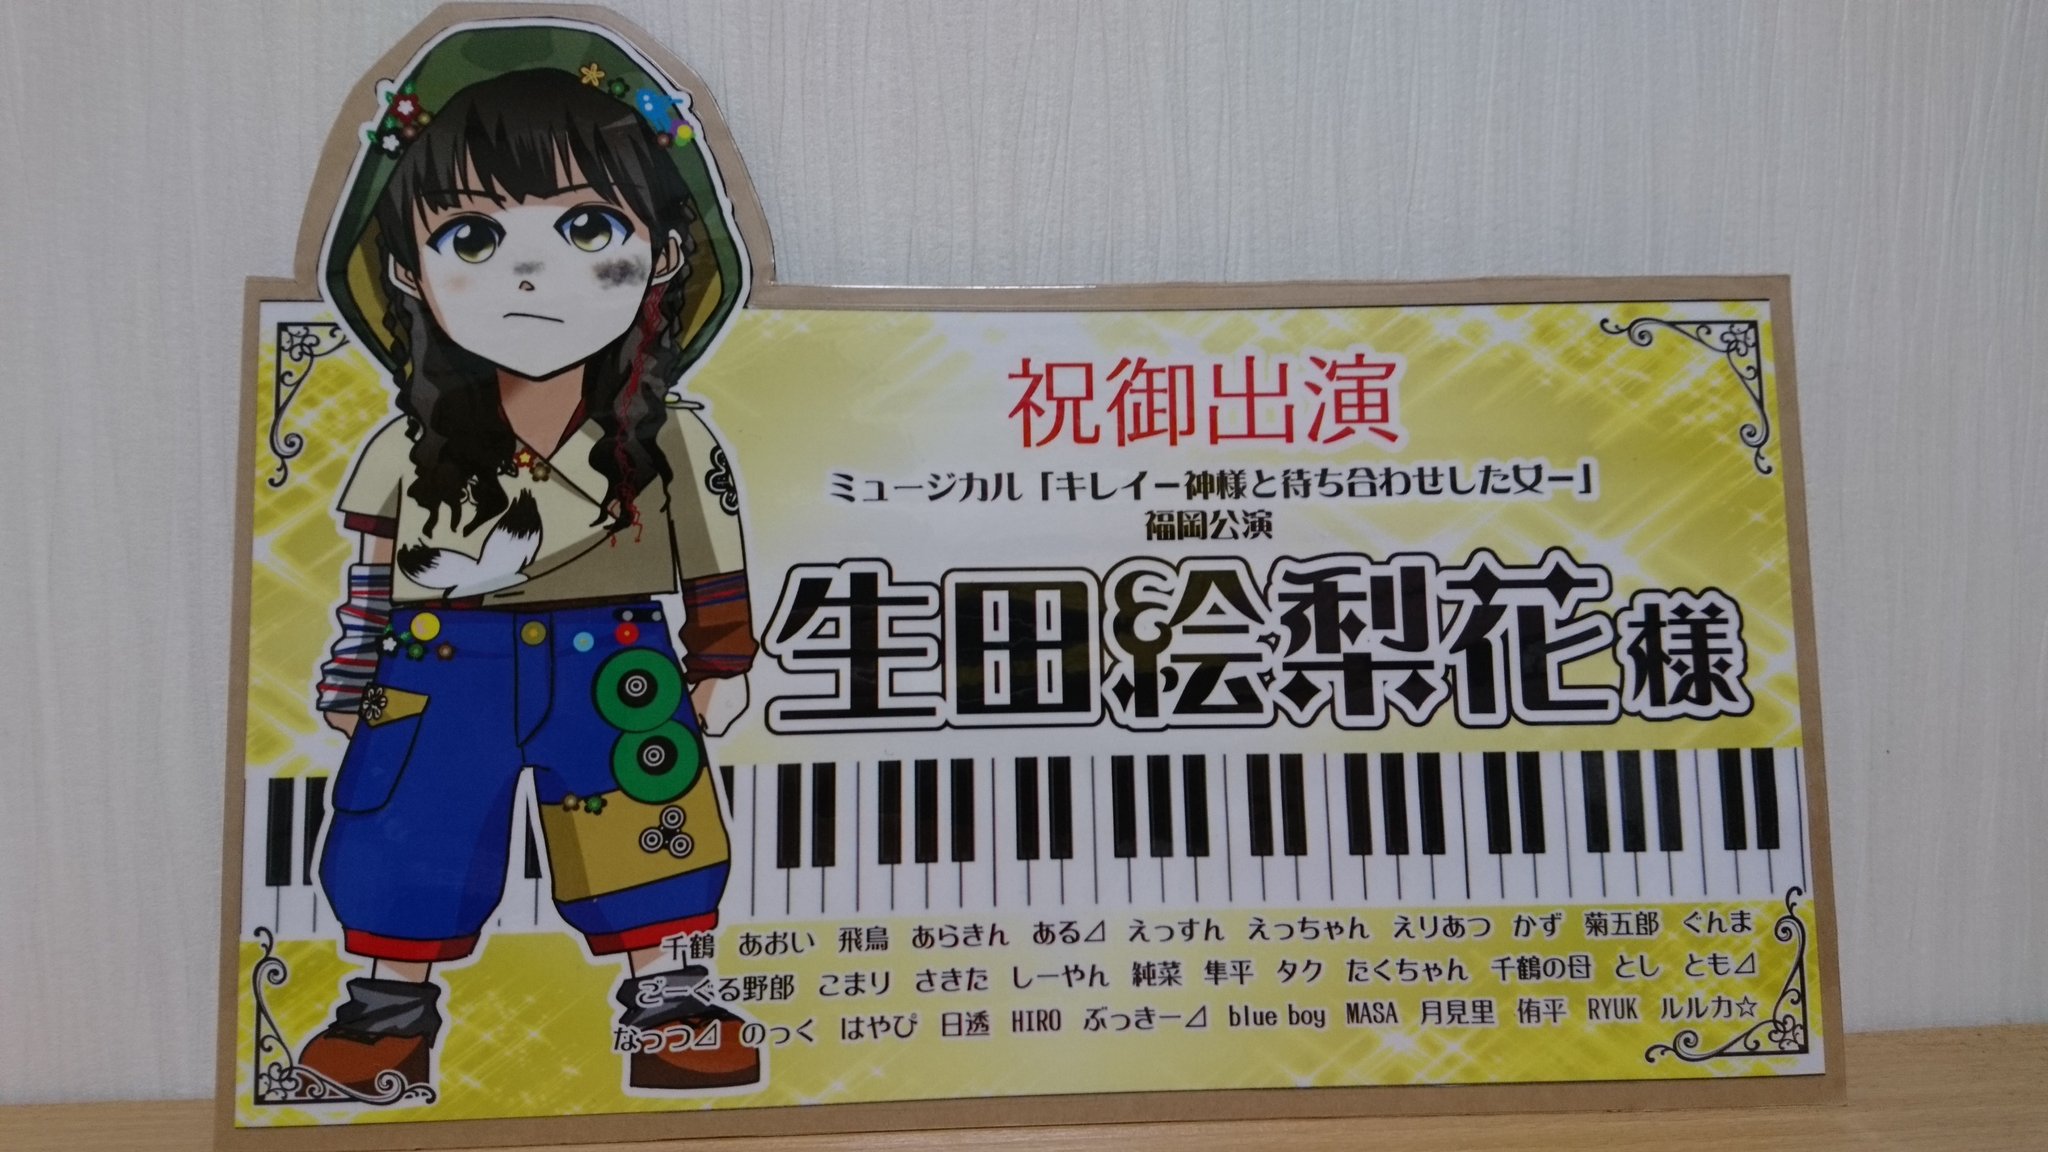 祝御出演
ミュージカル「キレイー神様と待ち合わせした女ー」
福岡公演
生田絵梨花様
千鶴 あおい 飛鳥 あらきん ある⊿ えっすん えっちゃん えりあつ かず 菊五郎 ぐんま
ごーぐる野郎 こまり さきた しーやん 純菜 隼平 タク たくちゃん 千鶴の母 とし とも⊿
なっつ⊿ のっく はやぴ 日透 HIRO ぶっきー⊿ blue boy MASA 月見里 侑平 RYUK ルルカ☆